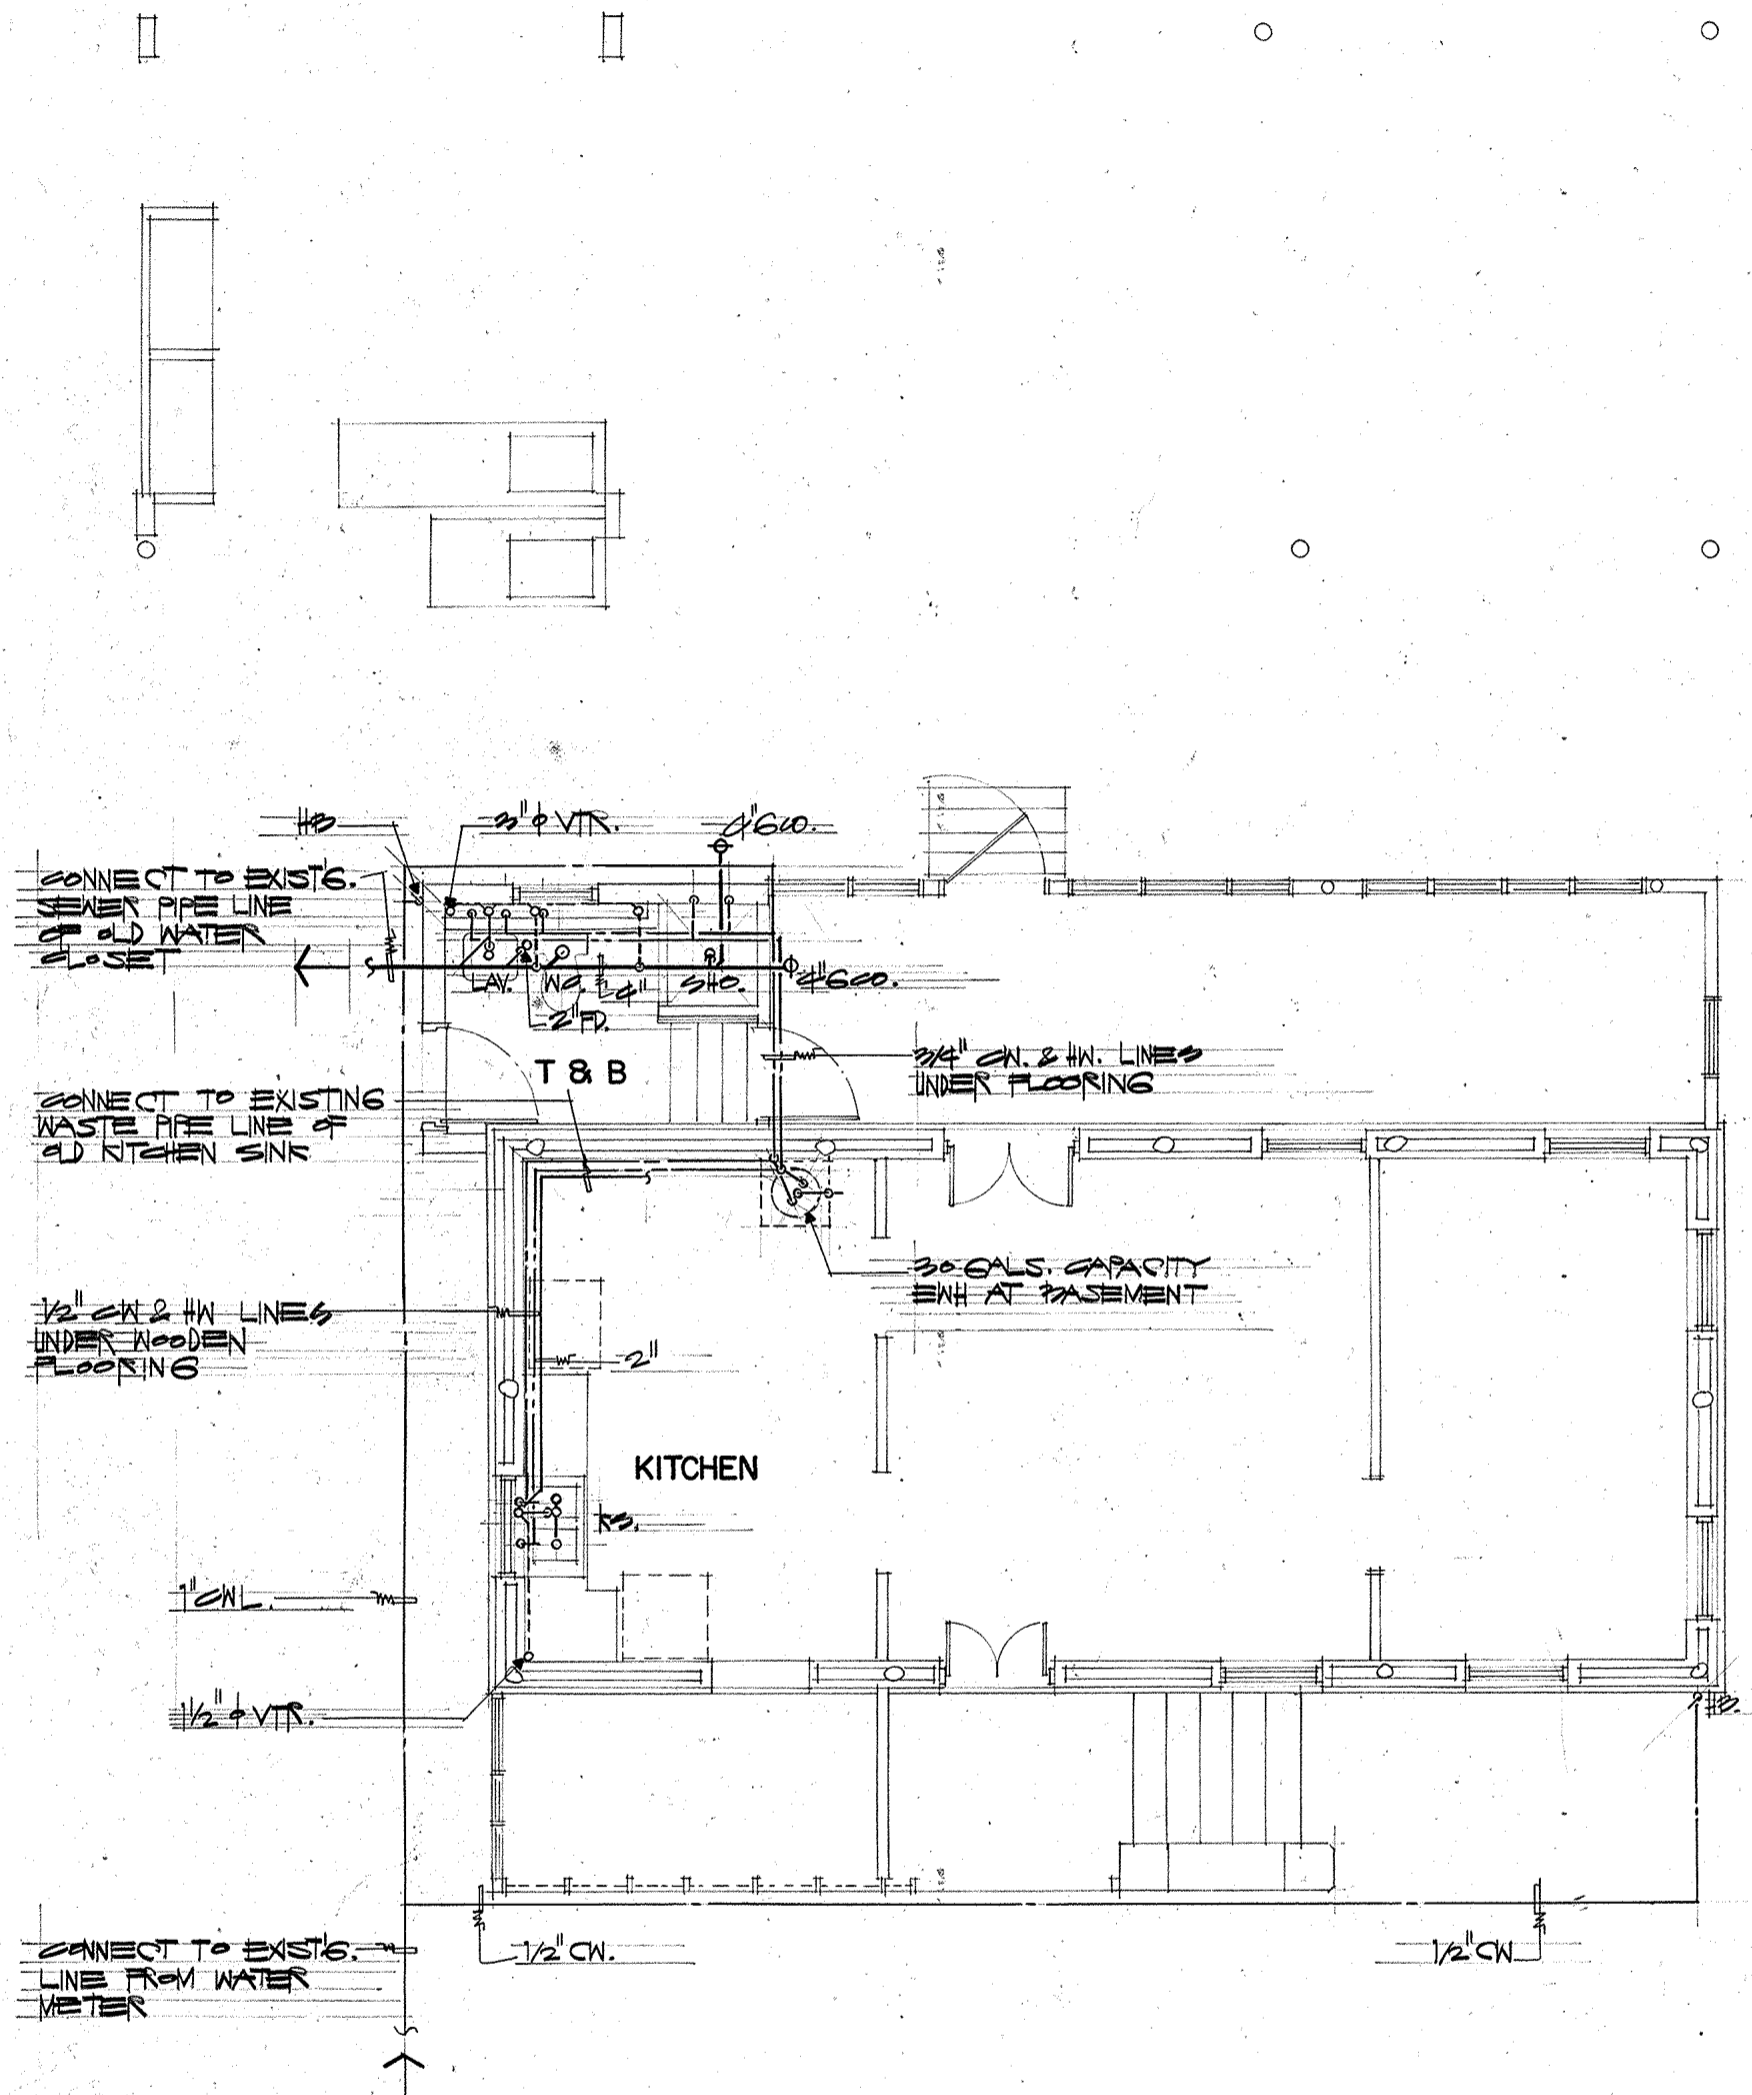 HB
3"φ VTR.
4"GCO.
CONNECT TO EXIST'G.
SEWER PIPE LINE
OF OLD WATER
CLOSET
LAV.
WC.
4"
SHO.
4"GCO.
2"FD.
T & B
3/4" CW. & HW. LINES
UNDER FLOORING
CONNECT TO EXISTING
WASTE PIPE LINE OF
OLD KITCHEN SINK
30 GALS. CAPACITY
EWH AT BASEMENT
1/2" CW & HW LINES
UNDER WOODEN
FLOORING
2"
KITCHEN
KS.
1" CWL.
1 1/2" φ VTR.
CONNECT TO EXIST'G.
LINE FROM WATER
METER
1/2" CW.
1/2" CW